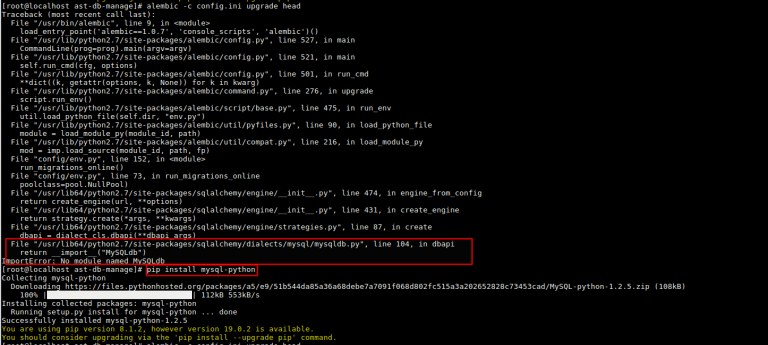 [root@localhost ast-db-manage]# alembic -c config.ini upgrade head
Traceback (most recent call last):
  File "/usr/bin/alembic", line 9, in <module>
    load_entry_point('alembic==1.0.7', 'console_scripts', 'alembic')()
  File "/usr/lib/python2.7/site-packages/alembic/config.py", line 527, in main
    CommandLine(prog=prog).main(argv=argv)
  File "/usr/lib/python2.7/site-packages/alembic/config.py", line 521, in main
    self.run_cmd(cfg, options)
  File "/usr/lib/python2.7/site-packages/alembic/config.py", line 501, in run_cmd
    **dict((k, getattr(options, k, None)) for k in kwarg)
  File "/usr/lib/python2.7/site-packages/alembic/command.py", line 276, in upgrade
    script.run_env()
  File "/usr/lib/python2.7/site-packages/alembic/script/base.py", line 475, in run_env
    util.load_python_file(self.dir, "env.py")
  File "/usr/lib/python2.7/site-packages/alembic/util/pyfiles.py", line 90, in load_python_file
    module = load_module_py(module_id, path)
  File "/usr/lib/python2.7/site-packages/alembic/util/compat.py", line 216, in load_module_py
    mod = imp.load_source(module_id, path, fp)
  File "config/env.py", line 152, in <module>
    run_migrations_online()
  File "config/env.py", line 73, in run_migrations_online
    poolclass=pool.NullPool)
  File "/usr/lib64/python2.7/site-packages/sqlalchemy/engine/__init__.py", line 474, in engine_from_config
    return create_engine(url, **options)
  File "/usr/lib64/python2.7/site-packages/sqlalchemy/engine/__init__.py", line 431, in create_engine
    return strategy.create(*args, **kwargs)
  File "/usr/lib64/python2.7/site-packages/sqlalchemy/engine/strategies.py", line 87, in create
    dbapi = dialect_cls.dbapi(**dbapi_args)
  File "/usr/lib64/python2.7/site-packages/sqlalchemy/dialects/mysql/mysqldb.py", line 104, in dbapi
    return __import__("MySQLdb")
ImportError: No module named MySQLdb
[root@localhost ast-db-manage]# pip install mysql-python
Collecting mysql-python
  Downloading https://files.pythonhosted.org/packages/a5/e9/51b544da85a36a68debe7a7091f068d802fc515a3a202652828c73453cad/MySQL-python-1.2.5.zip (108kB)
    100% | | 112kB 553kB/s
Installing collected packages: mysql-python
  Running setup.py install for mysql-python ... done
Successfully installed mysql-python-1.2.5
You are using pip version 8.1.2, however version 19.0.2 is available.
You should consider upgrading via the 'pip install --upgrade pip' command.